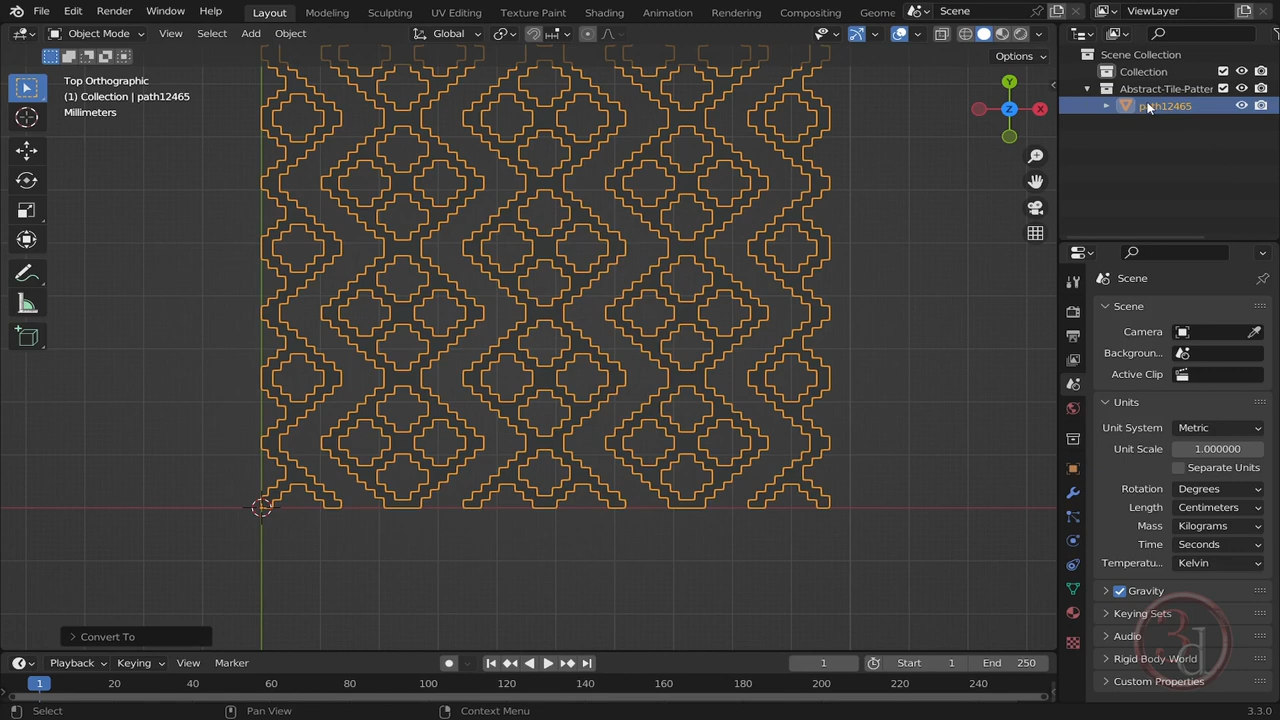 File Edit Render Window Help Layout Modeling Sculpting UV Editing Texture Paint Shading Animation Rendering Compositing Geome Scene ViewLayer
Object Mode View Select Add Object Global
Options
Top Orthographic
(1) Collection | path12465
Millimeters
Y
Z
X
Convert To
Scene Collection
Collection
Abstract-Tile-Patter
path12465
Scene
Scene
Camera
Backgroun...
Active Clip
Units
Unit System Metric
Unit Scale 1.000000
Separate Units
Rotation Degrees
Length Centimeters
Mass Kilograms
Time Seconds
Temperatu... Kelvin
Gravity
Keying Sets
Audio
Rigid Body World
Custom Properties
3d
Playback Keying View Marker 1 Start 1 End 250
1 20 40 60 80 100 120 140 160 180 200 220 240
Select Pan View Context Menu 3.3.0